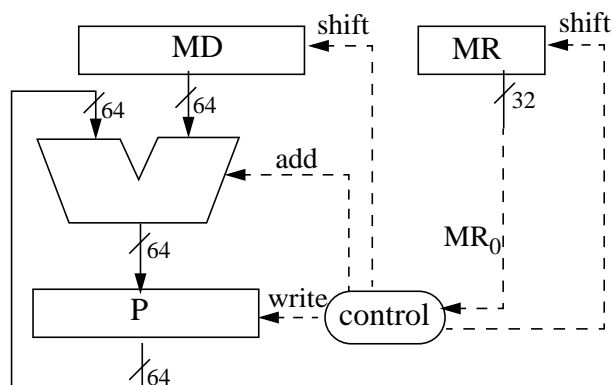 shift
MD
shift
MR
64
64
32
add
64
MR₀
P
write
control
64